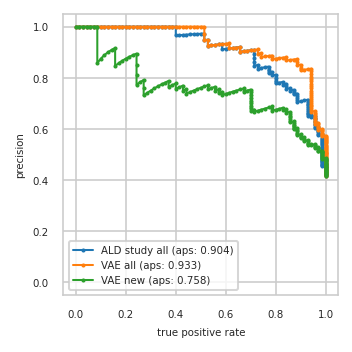 1.0
0.8
0.6
0.4
0.2
0.0
precision
ALD study all (aps: 0.904)
VAE all (aps: 0.933)
VAE new (aps: 0.758)
0.0 0.2 0.4 0.6 0.8 1.0
true positive rate